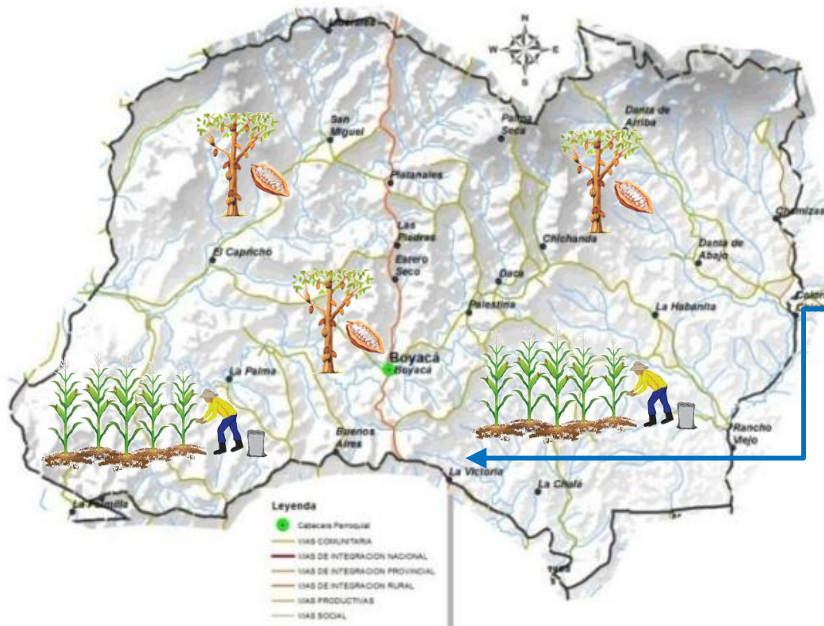 N
W
E
S
San
Miguel
Palma
Seca
Danta de
Arriba
Platanales
Las
Piedras
Estero
Seco
El Capricho
Chichanda
Danta de
Abajo
Daca
Palestina
La Habanita
Boyacá
Boyacá
La Palma
Buenos
Aires
Rancho
Viejo
La Victoria
La Chalá
Leyenda
Cabecera Parroquial
VIAS COMUNITARIA
VIAS DE INTEGRACION NACIONAL
VIAS DE INTEGRACION PROVINCIAL
VIAS DE INTEGRACION RURAL
VIAS PRODUCTIVAS
VIAS SOCIAL